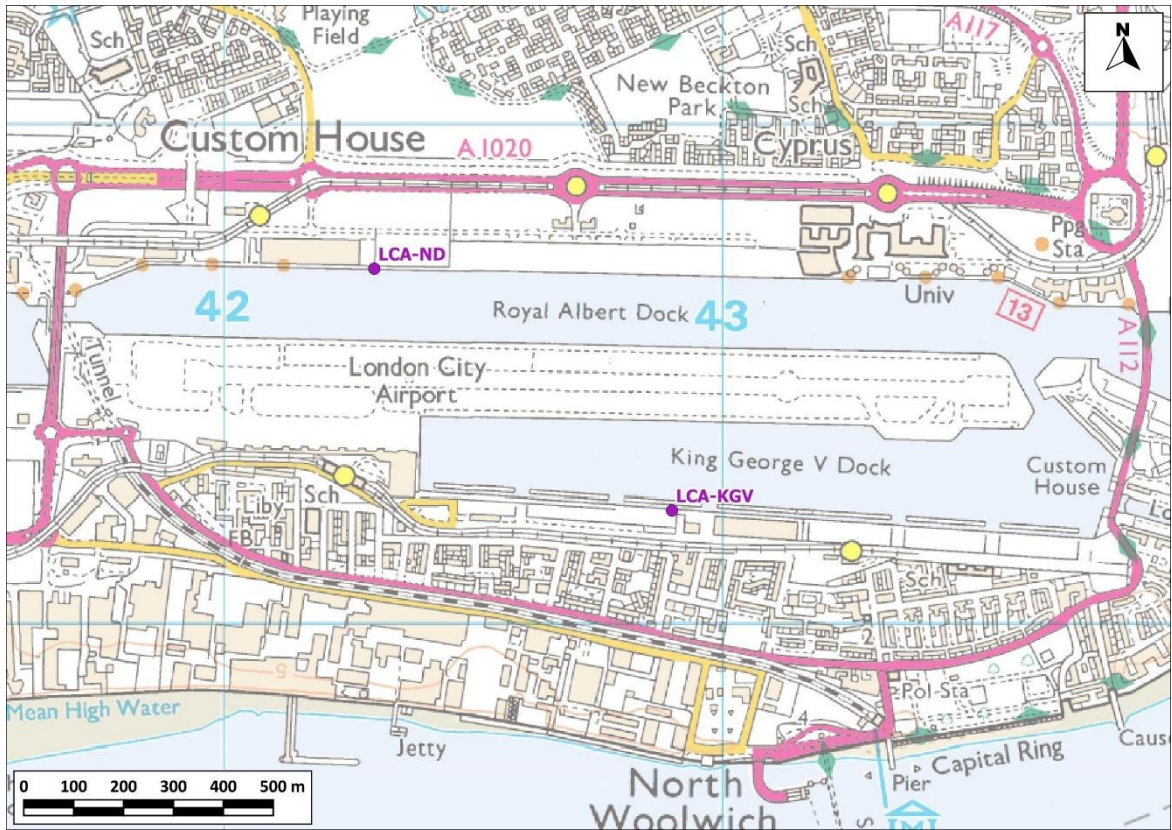 Playing
Field
Sch
A117
N
Sch
New Beckton
Park
Sch
Custom House
A 1020
Cyprus
Ppg
Sta
LCA-ND
42
Royal Albert Dock
43
Univ
13
A 112
Tunnel
London City
Airport
King George V Dock
Custom
House
Sch
LCA-KGV
Liby
FB
Sch
2
5
Pol Sta
Mean High Water
4
Jetty
Capital Ring
Pier
North
Woolwich
0 100 200 300 400 500 m